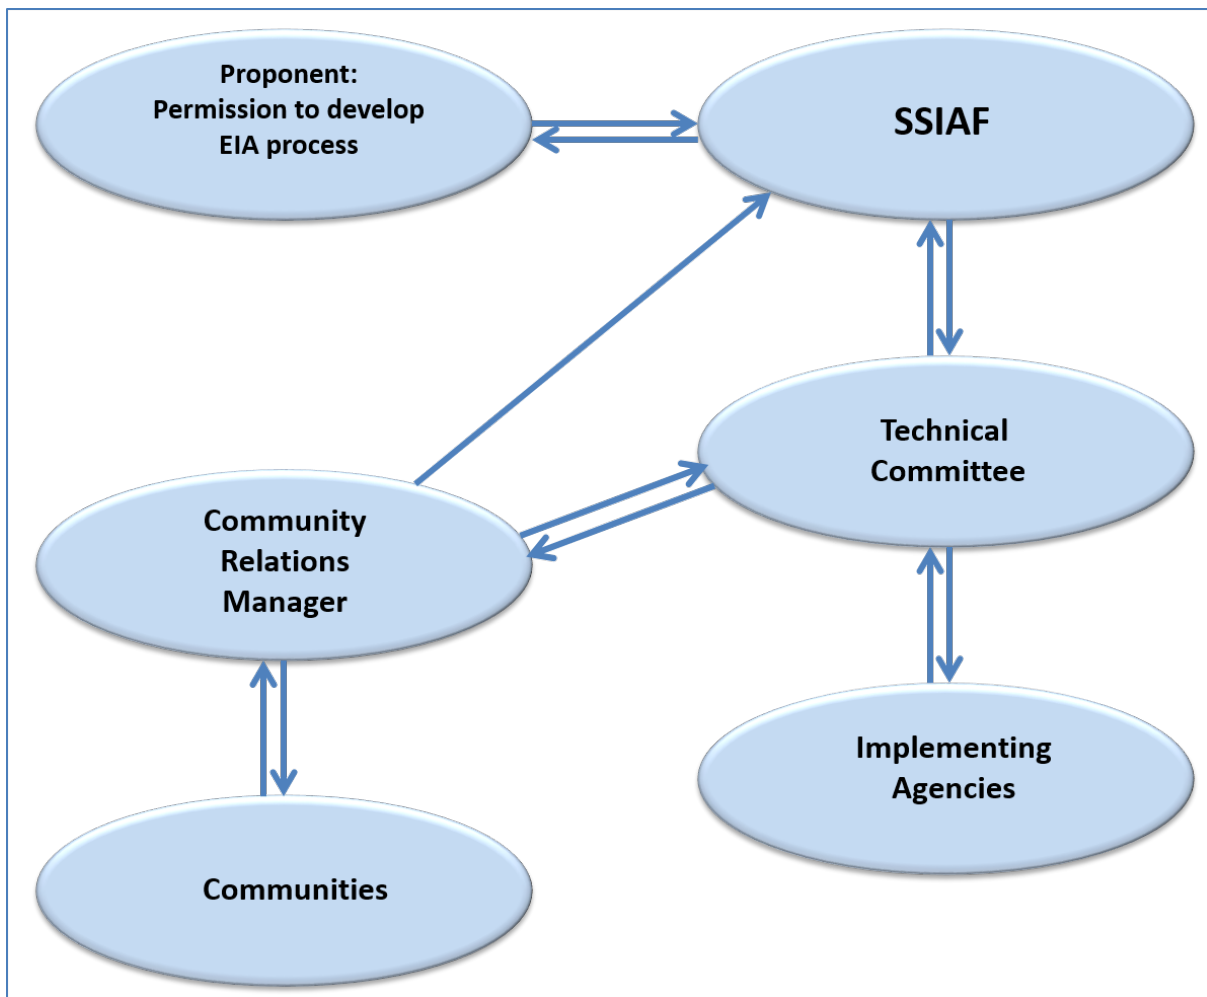 Proponent:
Permission to develop
EIA process
SSIAF
Technical
Committee
Community
Relations
Manager
Implementing
Agencies
Communities